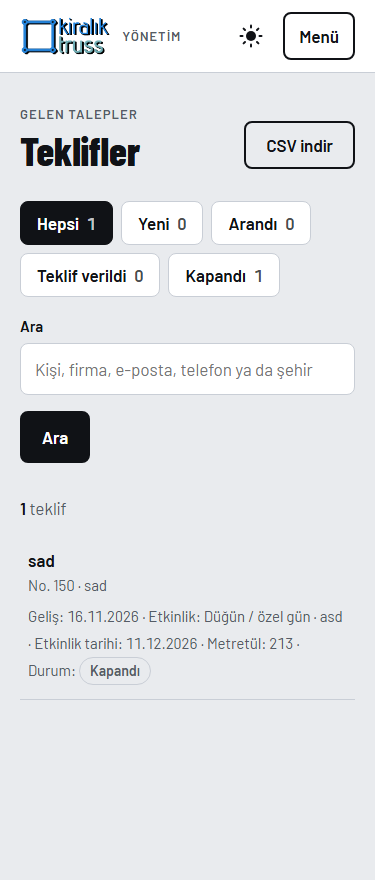 kiralık
truss
YÖNETİM
Menü
GELEN TALEPLER
Teklifler
CSV indir
Hepsi 1
Yeni 0
Arandı 0
Teklif verildi 0
Kapandı 1
Ara
Kişi, firma, e-posta, telefon ya da şehir
Ara
1 teklif
sad
No. 150 · sad
Geliş: 16.11.2026 · Etkinlik: Düğün / özel gün · asd
· Etkinlik tarihi: 11.12.2026 · Metretül: 213 ·
Durum: Kapandı